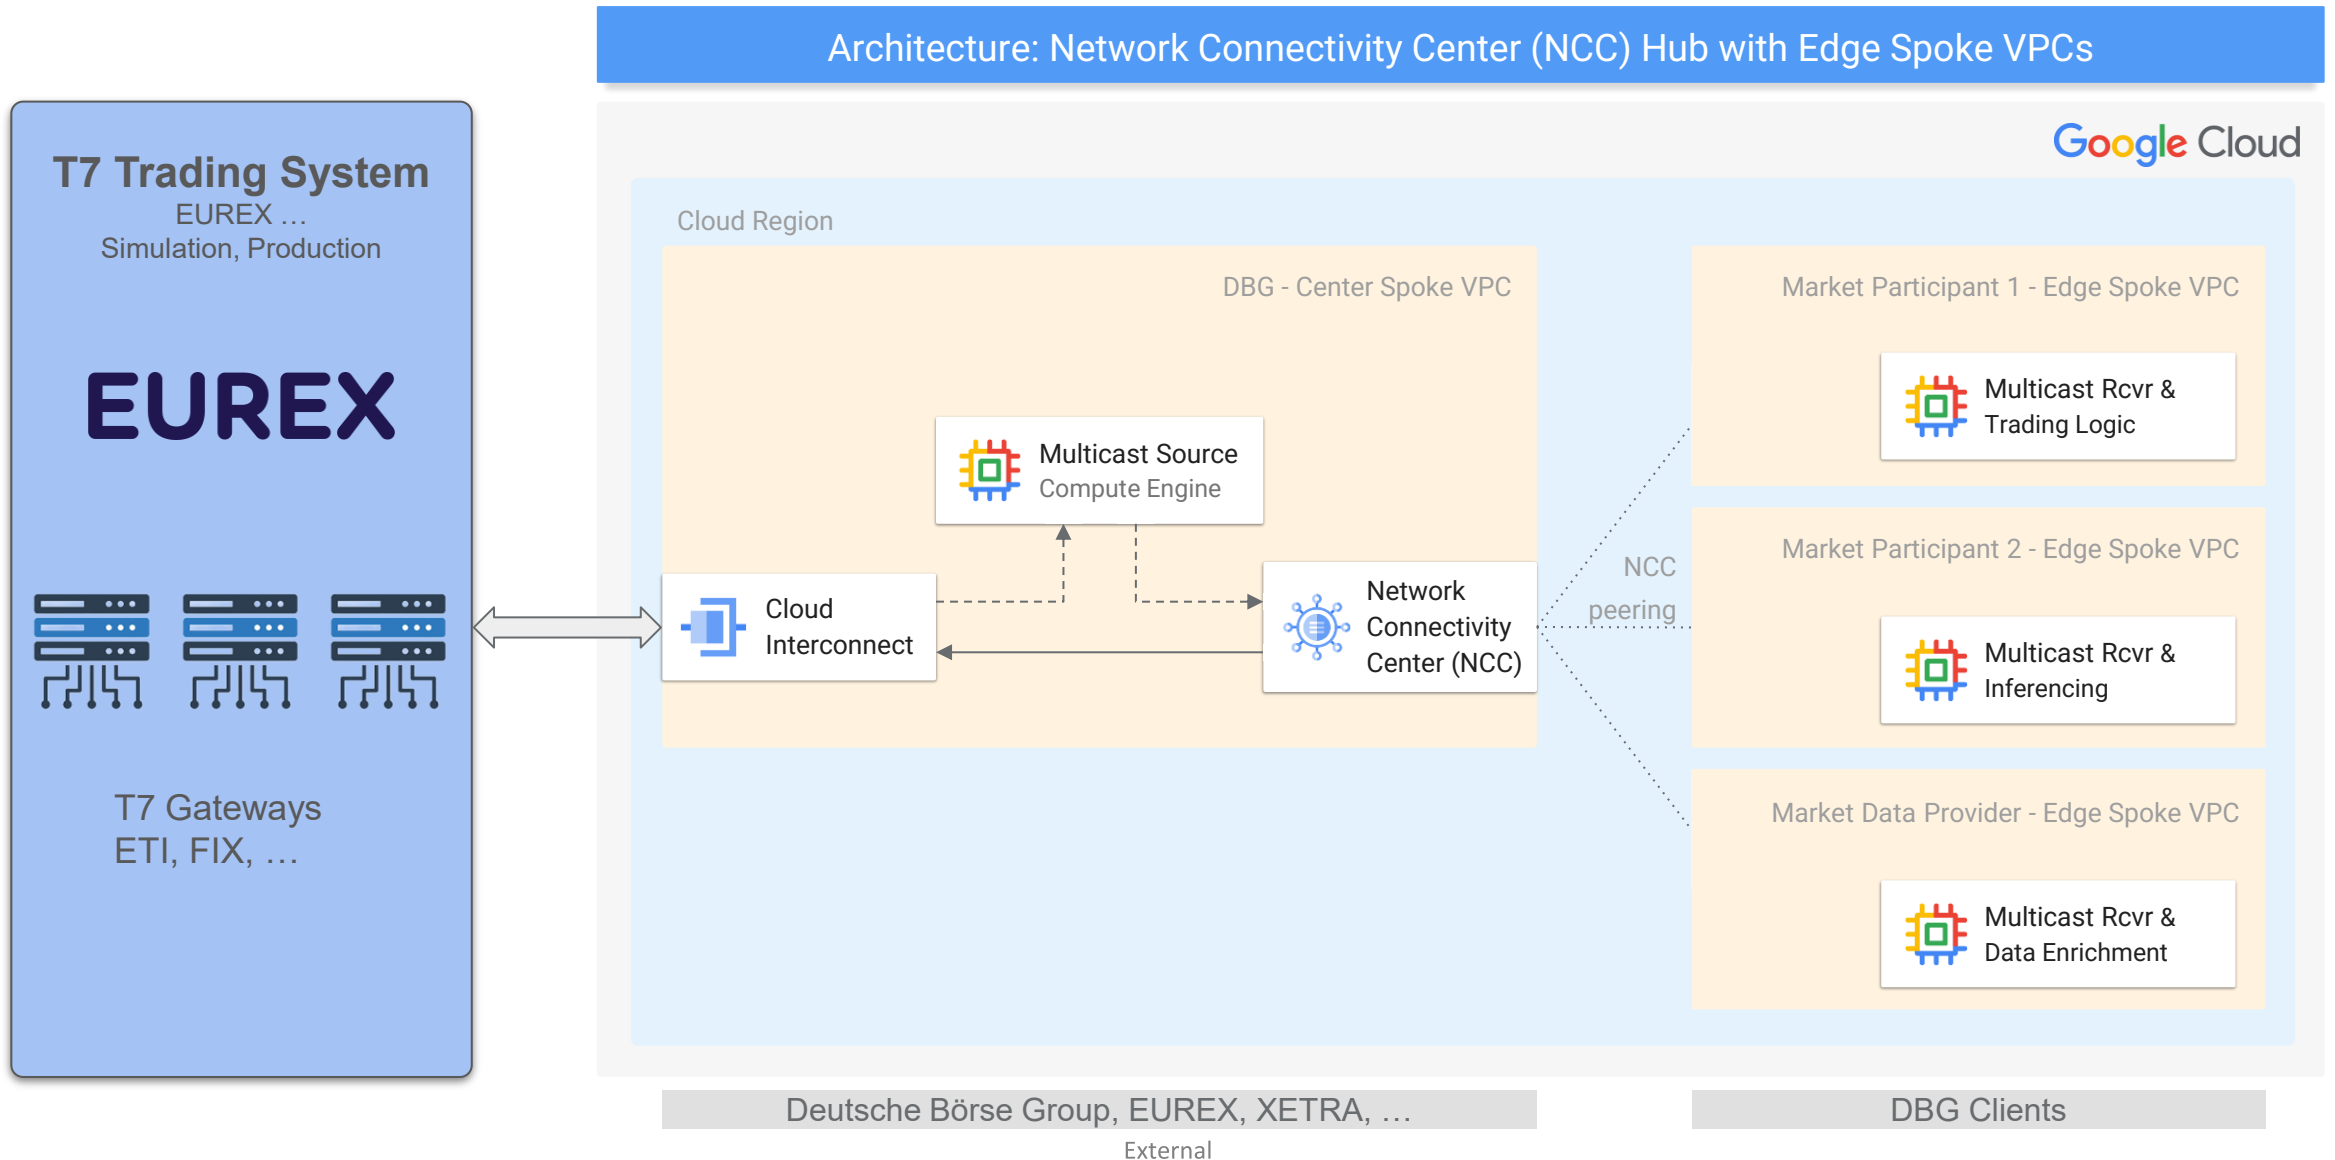 Architecture: Network Connectivity Center (NCC) Hub with Edge Spoke VPCs
T7 Trading System
EUREX …
Simulation, Production
EUREX
T7 Gateways
ETI, FIX, …
Google Cloud
Cloud Region
DBG - Center Spoke VPC
Multicast Source
Compute Engine
Cloud
Interconnect
Network
Connectivity
Center (NCC)
NCC
peering
Market Participant 1 - Edge Spoke VPC
Multicast Rcvr &
Trading Logic
Market Participant 2 - Edge Spoke VPC
Multicast Rcvr &
Inferencing
Market Data Provider - Edge Spoke VPC
Multicast Rcvr &
Data Enrichment
Deutsche Börse Group, EUREX, XETRA, …
DBG Clients
External